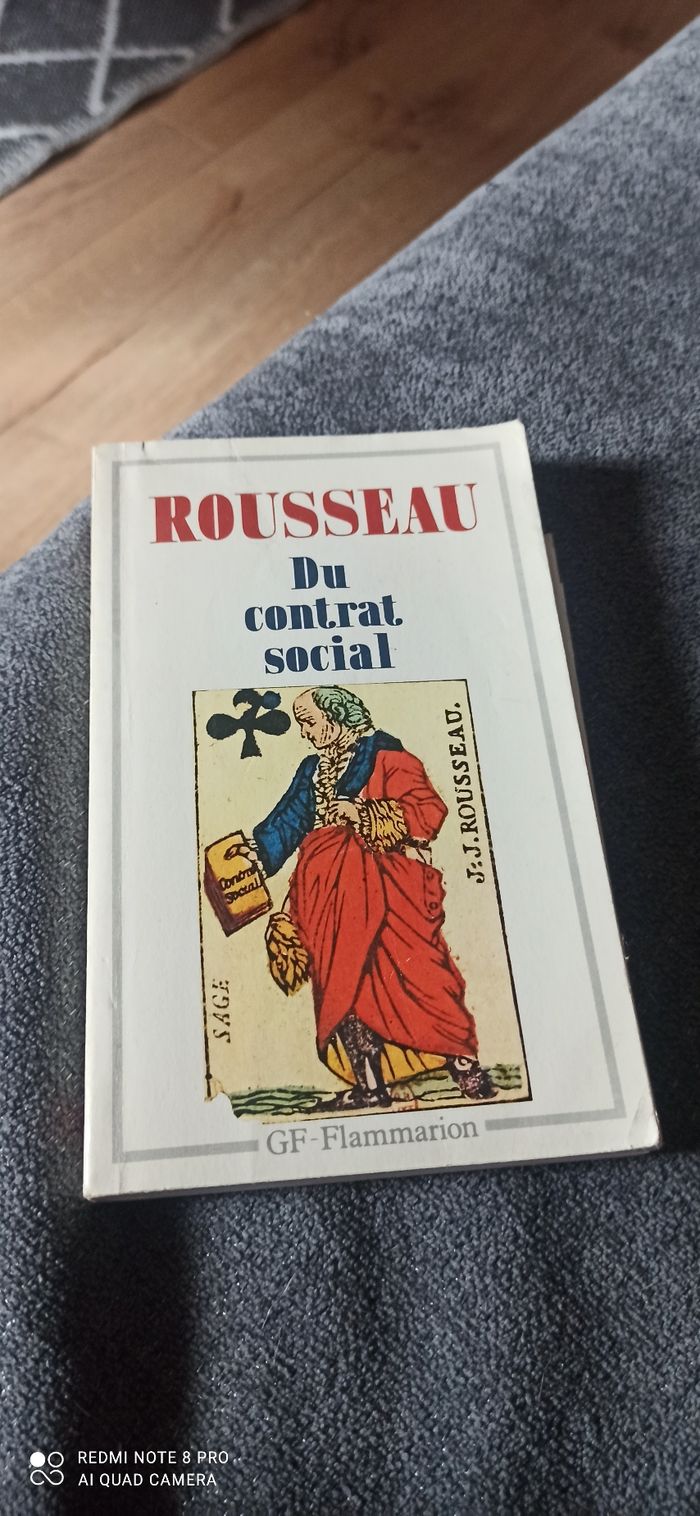 ROUSSEAU
Du
contrat
social
J.-J. ROUSSEAU.
Contrat
Social
SAGE
GF-Flammarion
REDMI NOTE 8 PRO
AI QUAD CAMERA